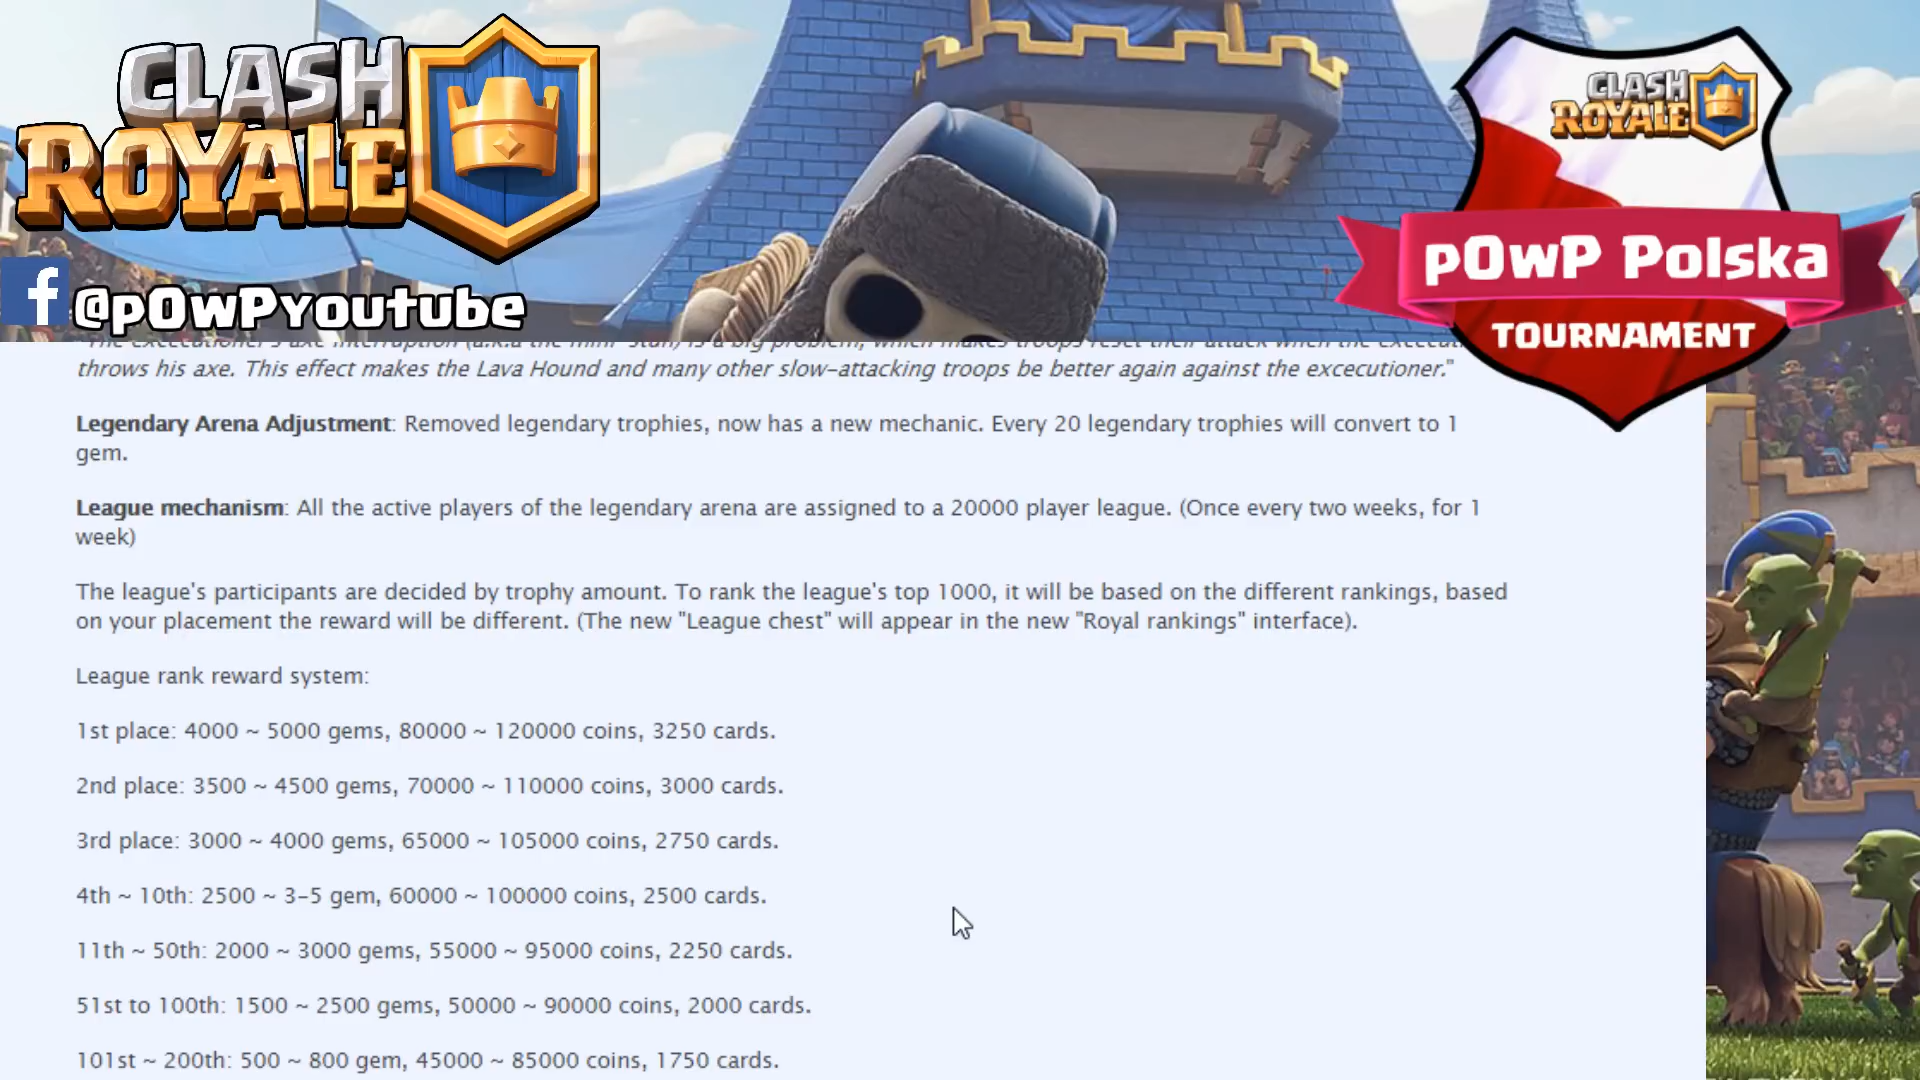 CLASH
ROYALE
@pOwPyoutube
CLASH
ROYALE
pOwP Polska
TOURNAMENT
throws his axe. This effect makes the Lava Hound and many other slow-attacking troops be better again against the excecutioner."
Legendary Arena Adjustment: Removed legendary trophies, now has a new mechanic. Every 20 legendary trophies will convert to 1
gem.
League mechanism: All the active players of the legendary arena are assigned to a 20000 player league. (Once every two weeks, for 1
week)
The league's participants are decided by trophy amount. To rank the league's top 1000, it will be based on the different rankings, based
on your placement the reward will be different. (The new "League chest" will appear in the new "Royal rankings" interface).
League rank reward system:
1st place: 4000 ~ 5000 gems, 80000 ~ 120000 coins, 3250 cards.
2nd place: 3500 ~ 4500 gems, 70000 ~ 110000 coins, 3000 cards.
3rd place: 3000 ~ 4000 gems, 65000 ~ 105000 coins, 2750 cards.
4th ~ 10th: 2500 ~ 3-5 gem, 60000 ~ 100000 coins, 2500 cards.
11th ~ 50th: 2000 ~ 3000 gems, 55000 ~ 95000 coins, 2250 cards.
51st to 100th: 1500 ~ 2500 gems, 50000 ~ 90000 coins, 2000 cards.
101st ~ 200th: 500 ~ 800 gem, 45000 ~ 85000 coins, 1750 cards.